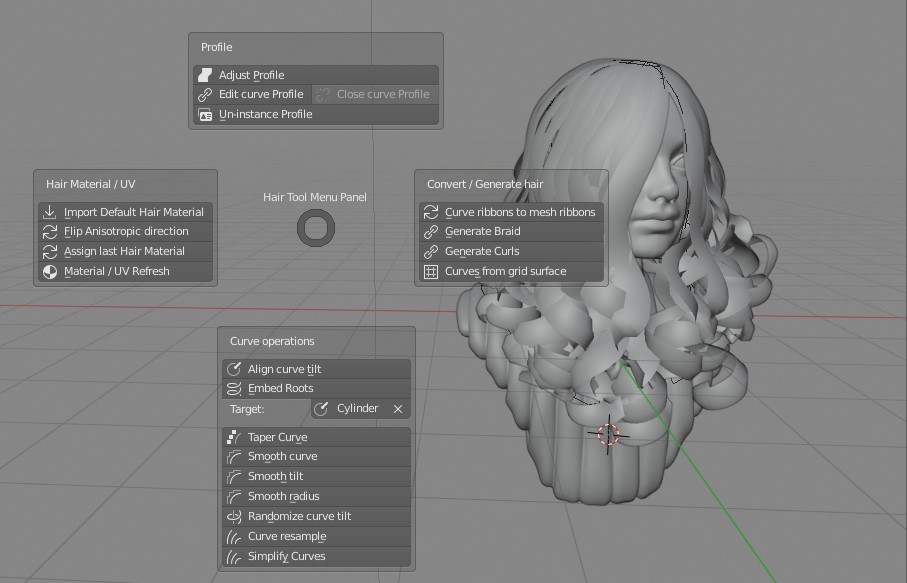 Profile
Adjust Profile
Edit curve Profile Close curve Profile
Un-instance Profile
Hair Material / UV
Import Default Hair Material
Flip Anisotropic direction
Assign last Hair Material
Material / UV Refresh
Hair Tool Menu Panel
Convert / Generate hair
Curve ribbons to mesh ribbons
Generate Braid
Generate Curls
Curves from grid surface
Curve operations
Align curve tilt
Embed Roots
Target: Cylinder
Taper Curve
Smooth curve
Smooth tilt
Smooth radius
Randomize curve tilt
Curve resample
Simplify Curves